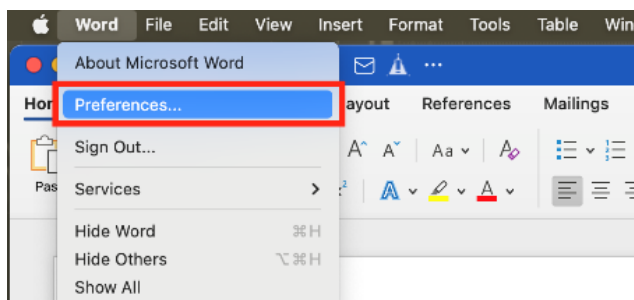 Word File Edit View Insert Format Tools Table Win
About Microsoft Word
Hor Preferences... ayout References Mailings
Sign Out... A A Aa A
Pas Services A A
Hide Word ⌘H
Hide Others ⌥⌘H
Show All